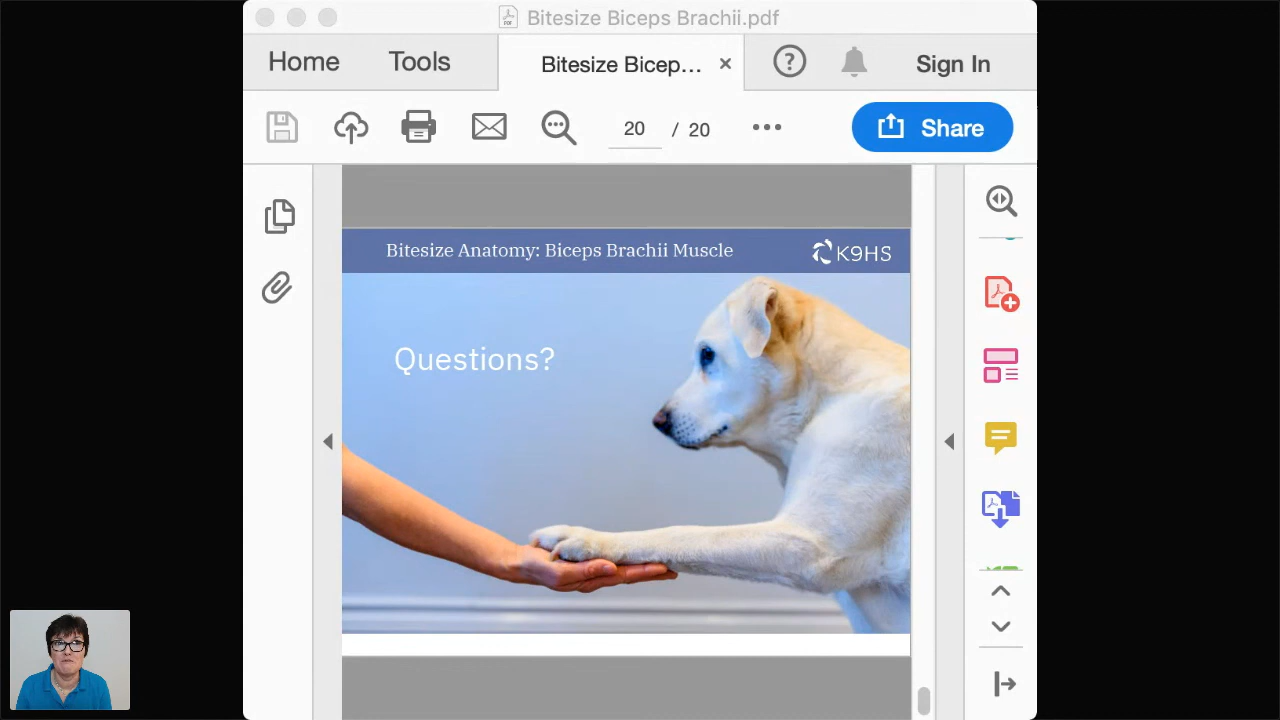 Bitesize Biceps Brachii.pdf
Home
Tools
Bitesize Bicep...
Sign In
20 / 20
Share
Bitesize Anatomy: Biceps Brachii Muscle
K9HS
Questions?